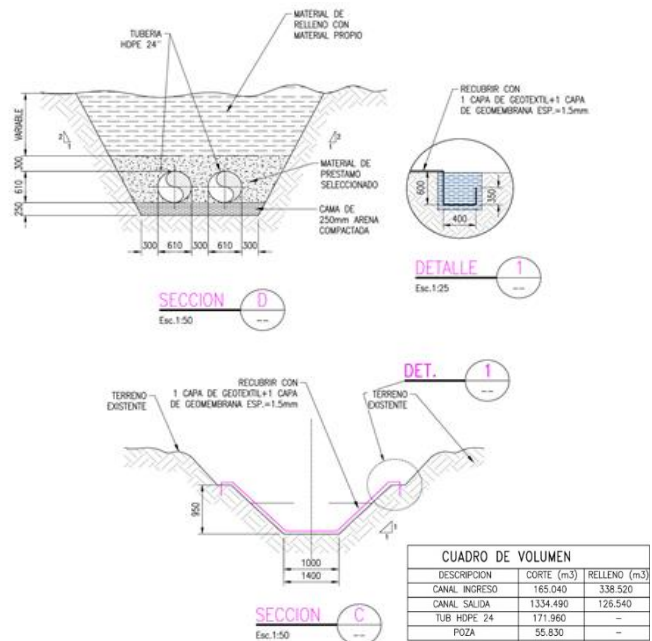 MATERIAL DE
RELLENO CON
MATERIAL PROPIO
TUBERIA
HDPE 24"
VARIABLE
300
610
250
2
1
2
1
MATERIAL DE
PRESTAMO
SELECCIONADO
CAMA DE
250mm ARENA
COMPACTADA
300 610 300 610 300
SECCION D
Esc.1:50 --
RECUBRIR CON
1 CAPA DE GEOTEXTIL+1 CAPA
DE GEOMEMBRANA ESP.=1.5mm
600
350
400
DETALLE 1
Esc.1:25 --
DET. 1
--
TERRENO
EXISTENTE
RECUBRIR CON
1 CAPA DE GEOTEXTIL+1 CAPA
DE GEOMEMBRANA ESP.=1.5mm
TERRENO
EXISTENTE
950
1
1
1000
1400
SECCION C
Esc.1:50 --
CUADRO DE VOLUMEN
DESCRIPCION CORTE (m3) RELLENO (m3)
CANAL INGRESO 165.040 338.520
CANAL SALIDA 1334.490 126.540
TUB HDPE 24 171.960 -
POZA 55.830 -